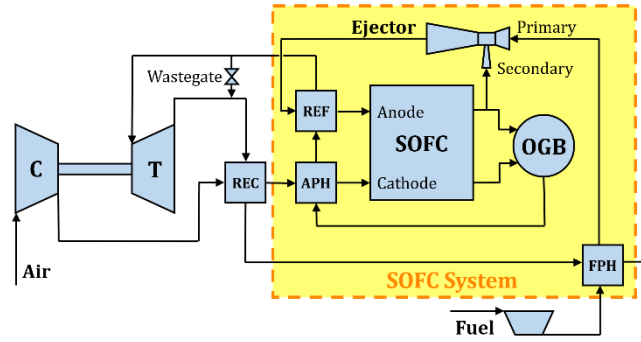 Ejector
Primary
Wastegate
Secondary
REF
Anode
SOFC
OGB
C
T
REC
APH
Cathode
FPH
Air
SOFC System
Fuel